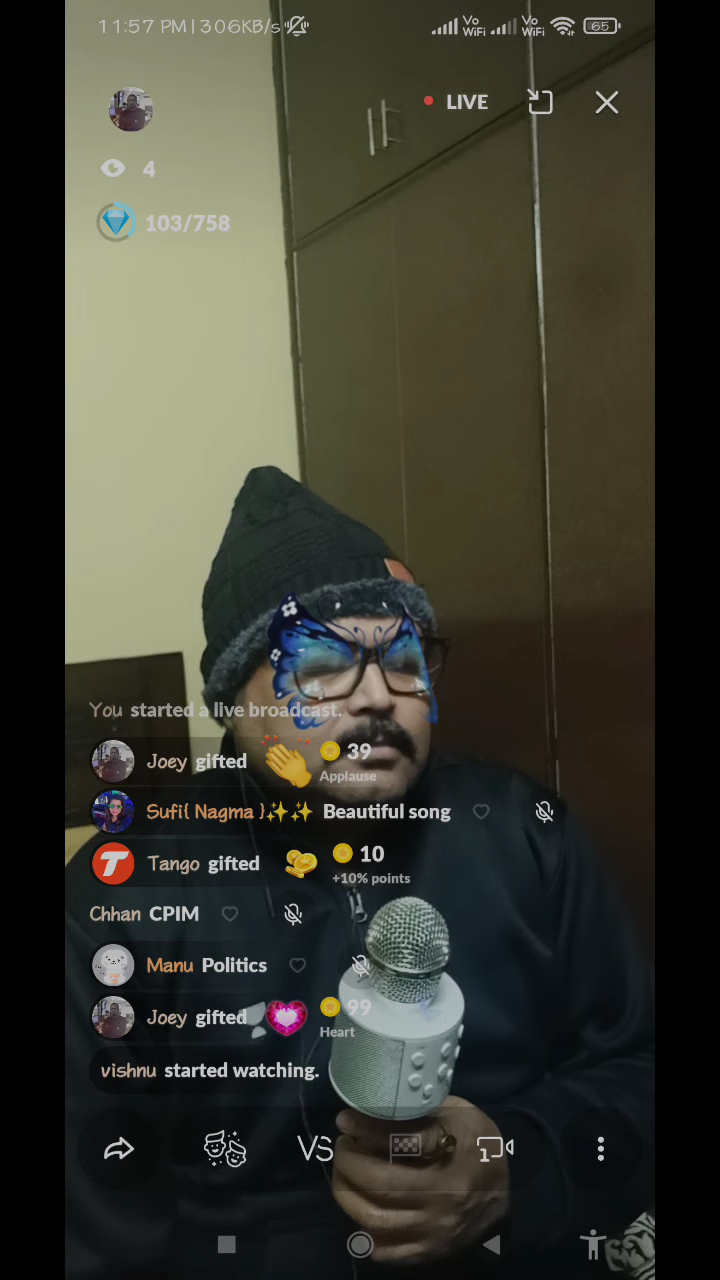 11:57 PM | 306KB/s
Vo WiFi
Vo WiFi
65
LIVE
4
103/758
You started a live broadcast.
Joey gifted 39
Applause
Sufi{ Nagma }✨✨ Beautiful song
Tango gifted 10
+10% points
Chhan CPIM
Manu Politics
Joey gifted 99
Heart
vishnu started watching.
VS
1